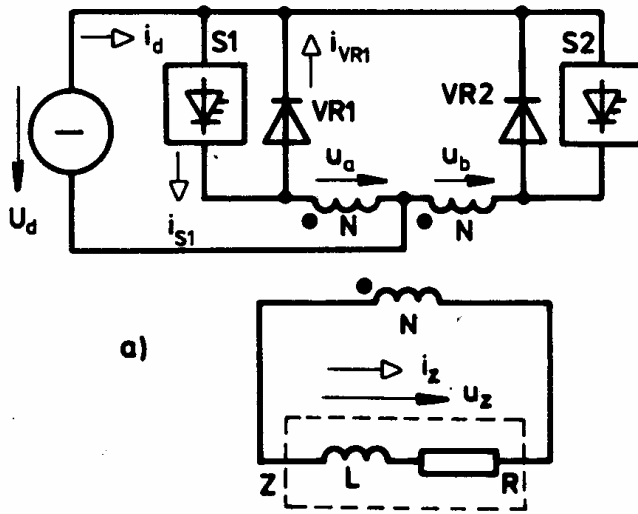 i_d S1 i_VR1 S2
VR1 VR2
U_d i_S1 u_a u_b
N N
a) N
i_z
u_z
Z L R